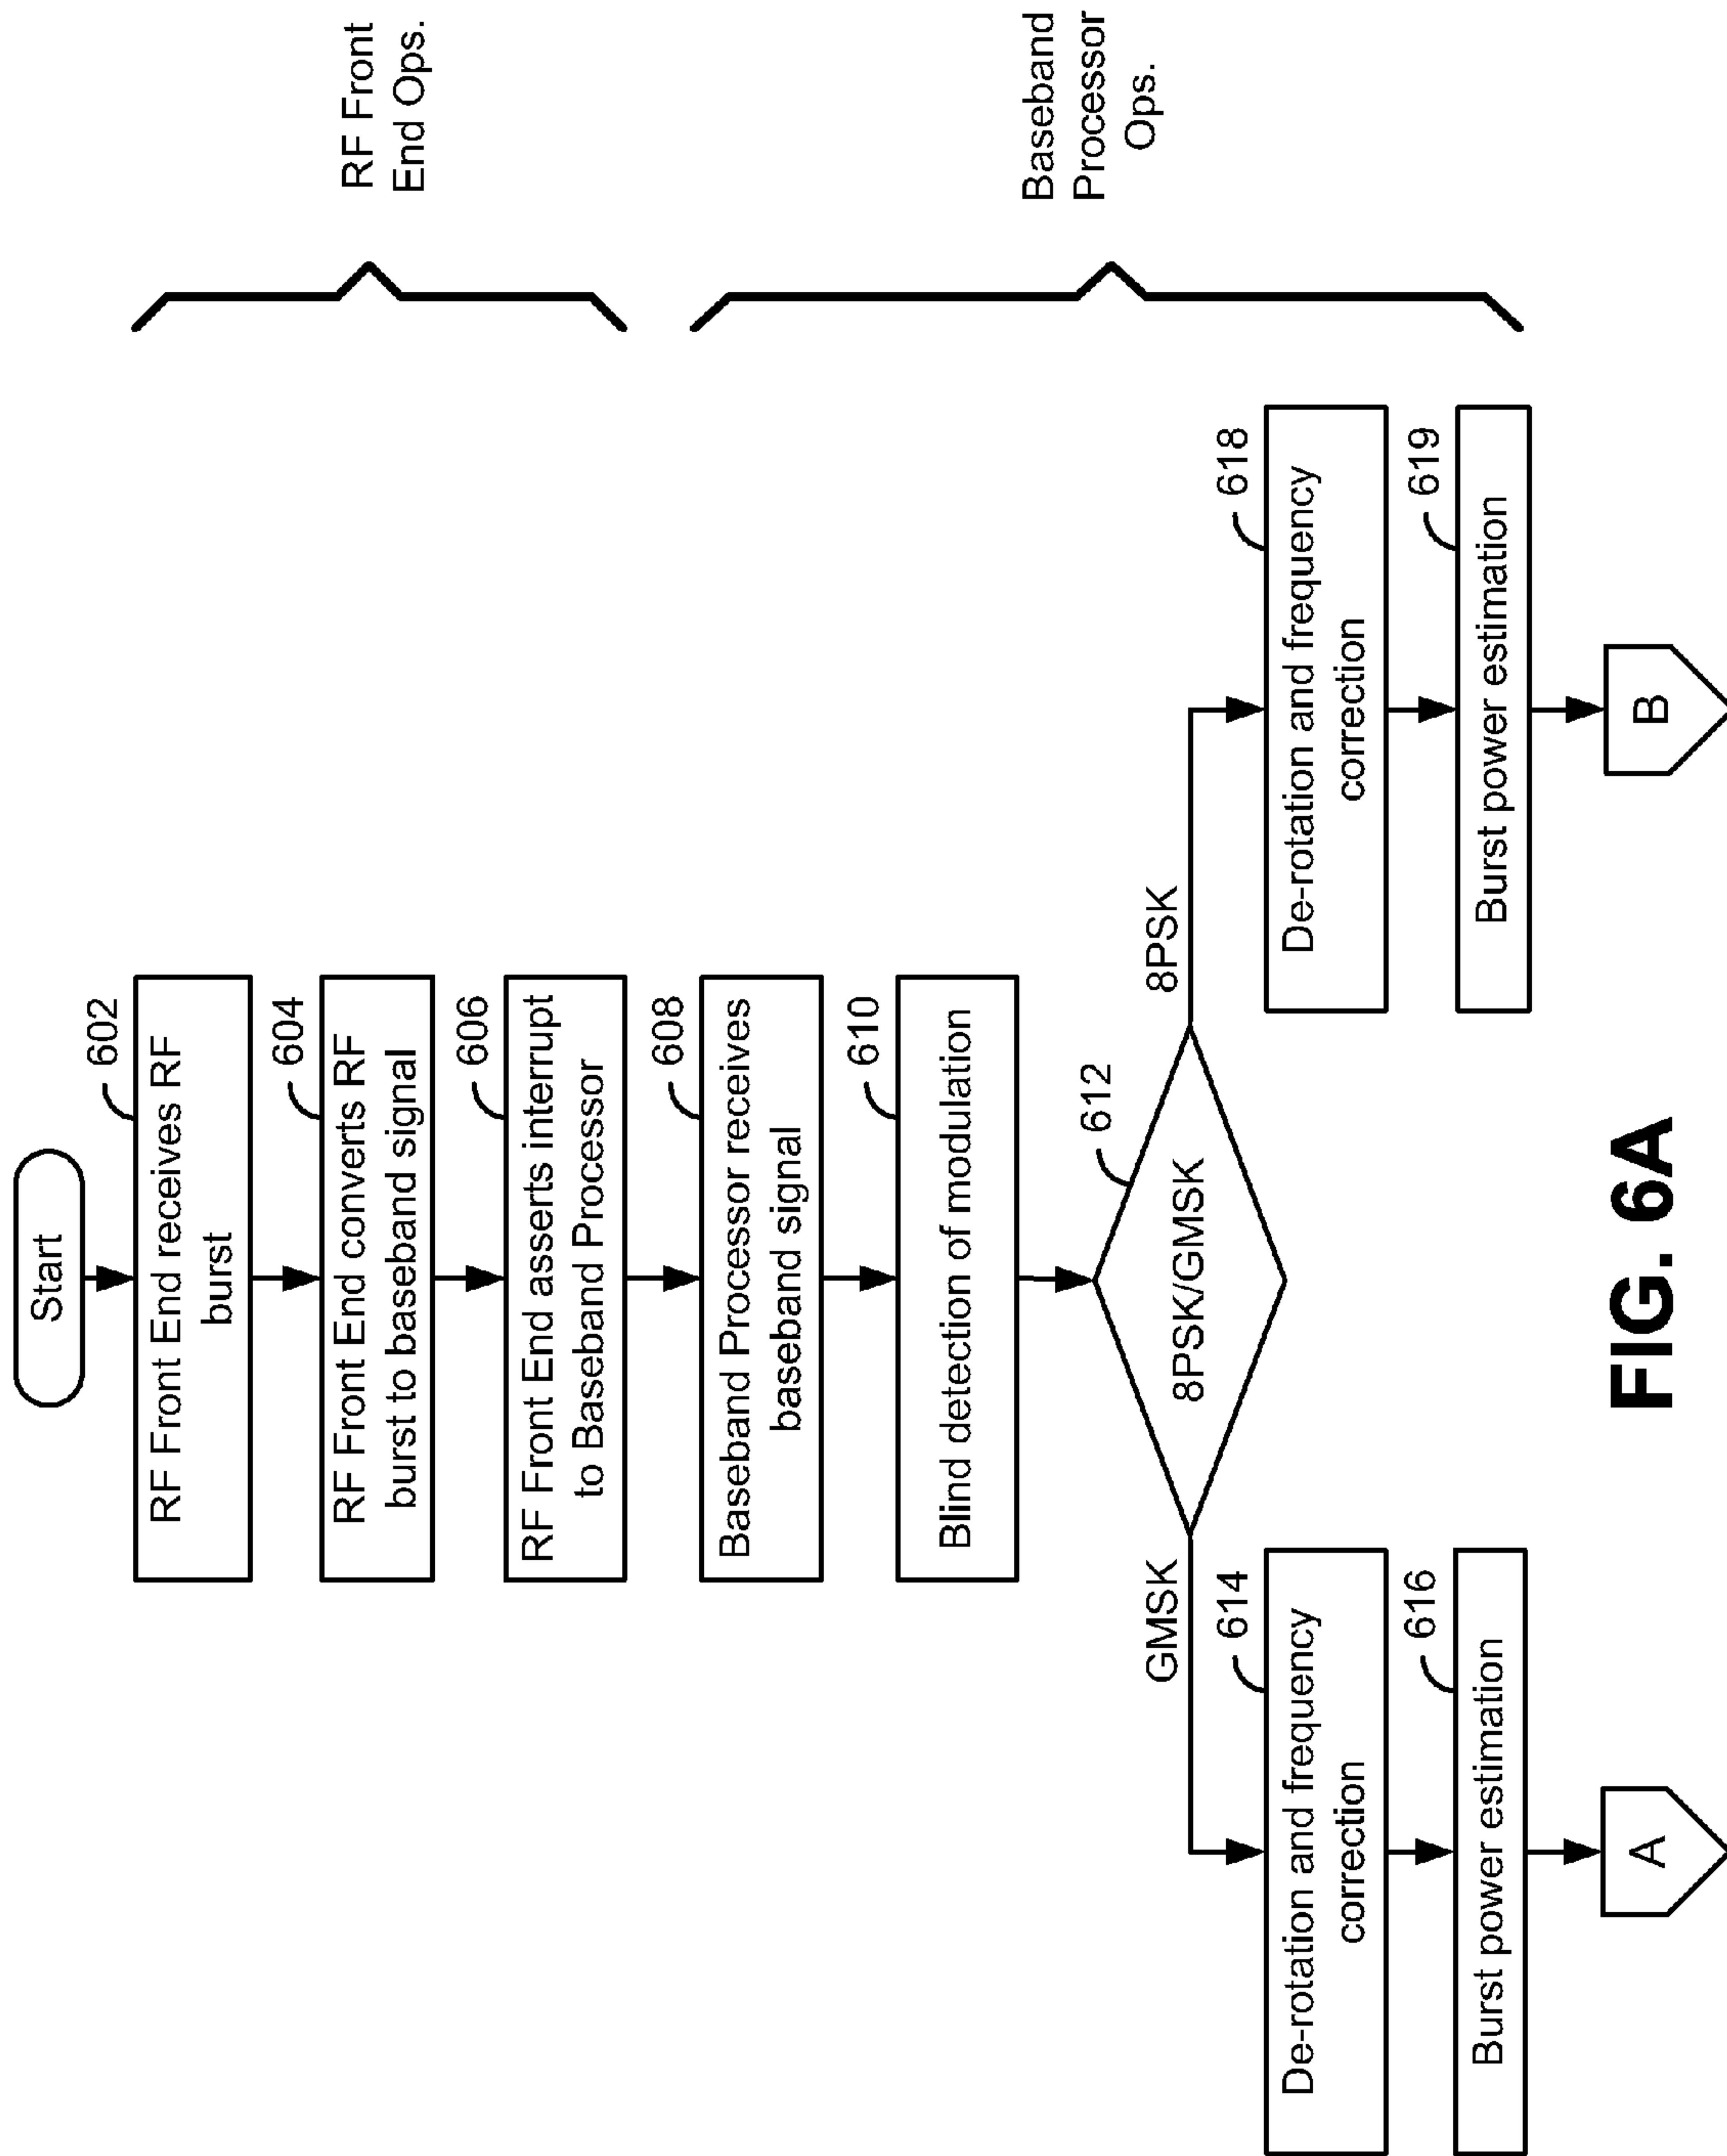 Start
602
RF Front End receives RF
burst
604
RF Front End converts RF
burst to baseband signal
606
RF Front End asserts interrupt
to Baseband Processor
RF Front
End Ops.
608
Baseband Processor receives
baseband signal
610
Blind detection of modulation
612
8PSK/GMSK
GMSK
8PSK
614
De-rotation and frequency
correction
616
Burst power estimation
A
618
De-rotation and frequency
correction
619
Burst power estimation
B
Baseband
Processor
Ops.
FIG. 6A